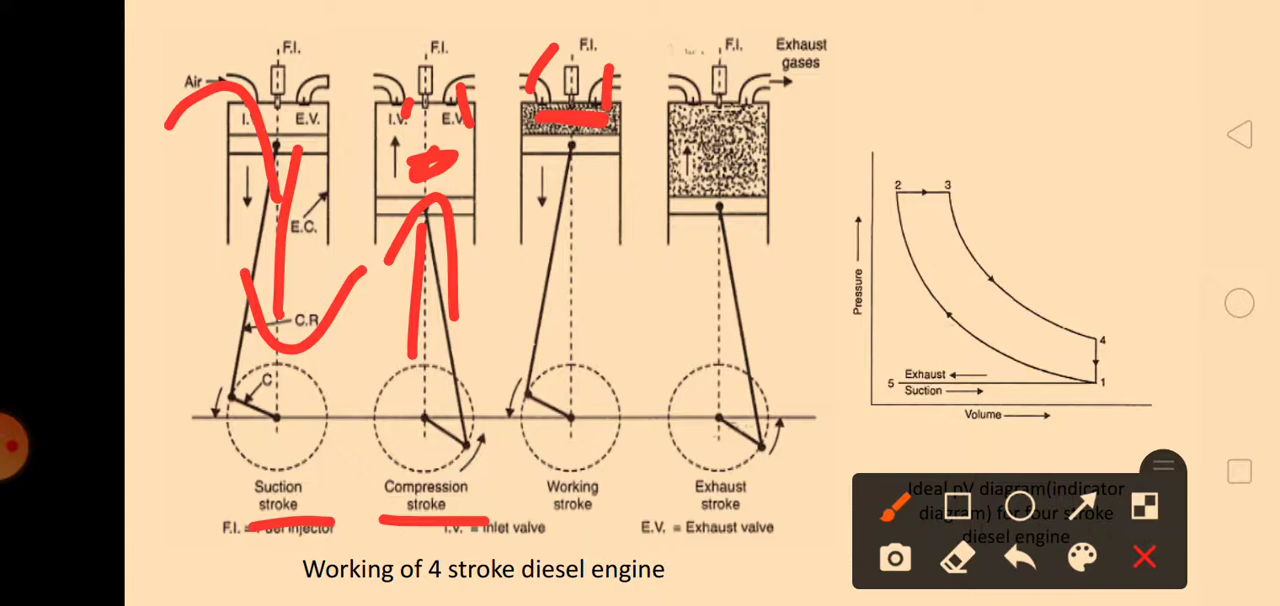 F.I.
F.I.
F.I.
F.I.
Exhaust
gases
Air
I.
E.V.
I.V.
E.V.
E.C.
C.R
C
Suction
stroke
Compression
stroke
Working
stroke
Exhaust
stroke
F.I. = Fuel injector
I.V. = Inlet valve
E.V. = Exhaust valve
Working of 4 stroke diesel engine
2
3
4
Pressure
Exhaust
5
1
Suction
Volume
Ideal pV diagram(indicator
diagram) for four stroke
diesel engine